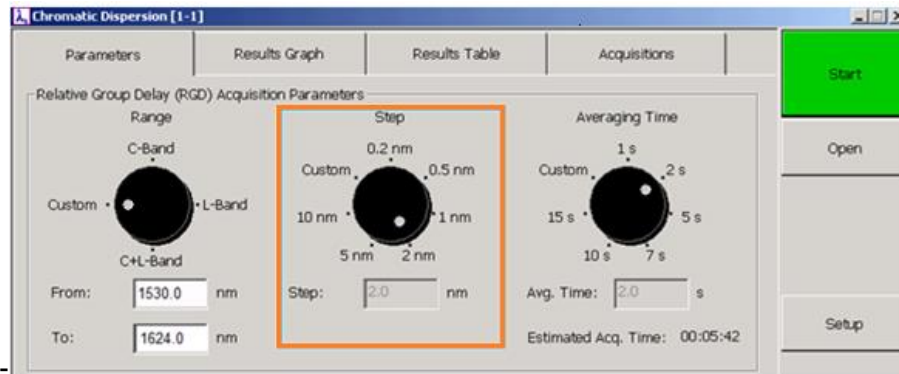 Chromatic Dispersion [1-1]
Parameters
Results Graph
Results Table
Acquisitions
Start
Open
Setup
Relative Group Delay (RGD) Acquisition Parameters
Range
C-Band
Custom
L-Band
C+L-Band
From: 1530.0 nm
To: 1624.0 nm
Step
0.2 nm
Custom
0.5 nm
10 nm
1 nm
5 nm
2 nm
Step: 2.0 nm
Averaging Time
1 s
Custom
2 s
15 s
5 s
10 s
7 s
Avg. Time: 2.0 s
Estimated Acq. Time: 00:05:42